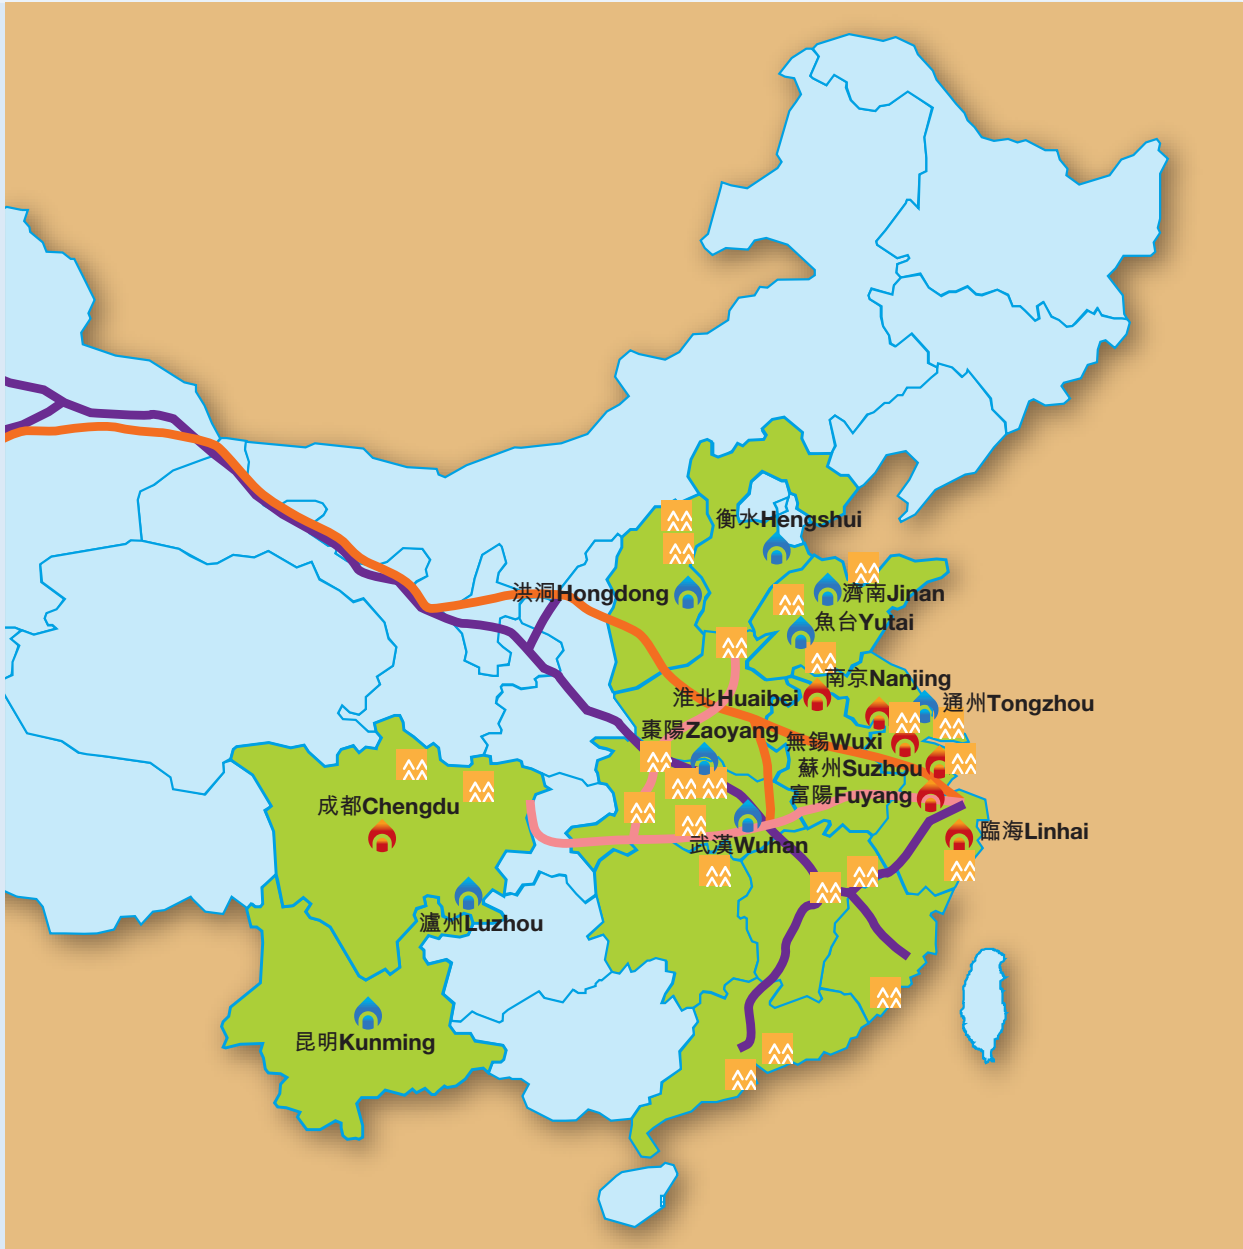 衡水Hengshui
洪洞Hongdong
濟南Jinan
魚台Yutai
南京Nanjing
淮北Huaibei
通州Tongzhou
棗陽Zaoyang
無錫Wuxi
蘇州Suzhou
富陽Fuyang
成都Chengdu
臨海Linhai
武漢Wuhan
瀘州Luzhou
昆明Kunming